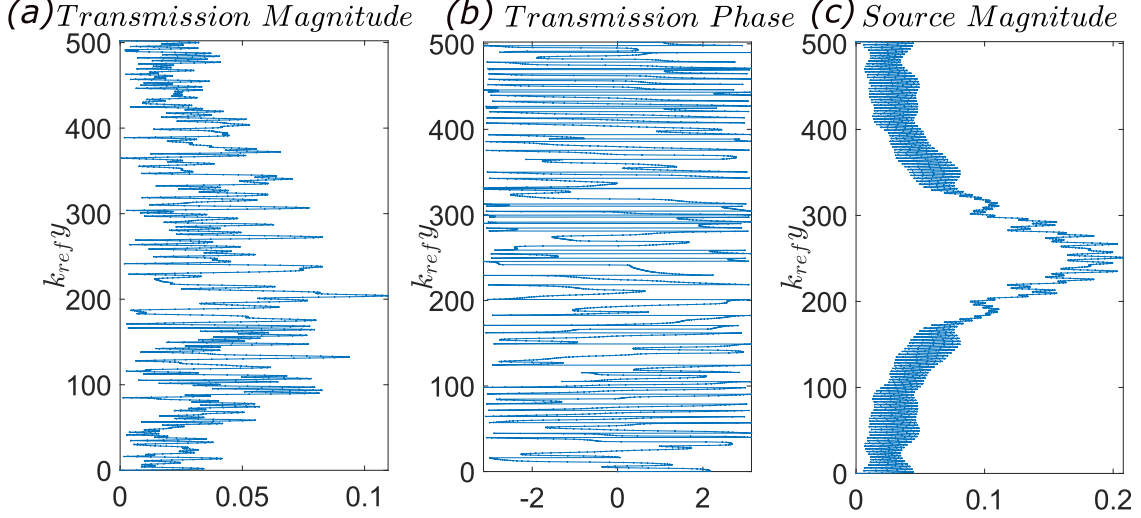 (a) Transmission Magnitude
500
400
300
200
100
0
k_ref y
0 0.05 0.1
(b) Transmission Phase
500
400
300
200
100
0
k_ref y
-2 0 2
(c) Source Magnitude
500
400
300
200
100
0
k_ref y
0 0.1 0.2